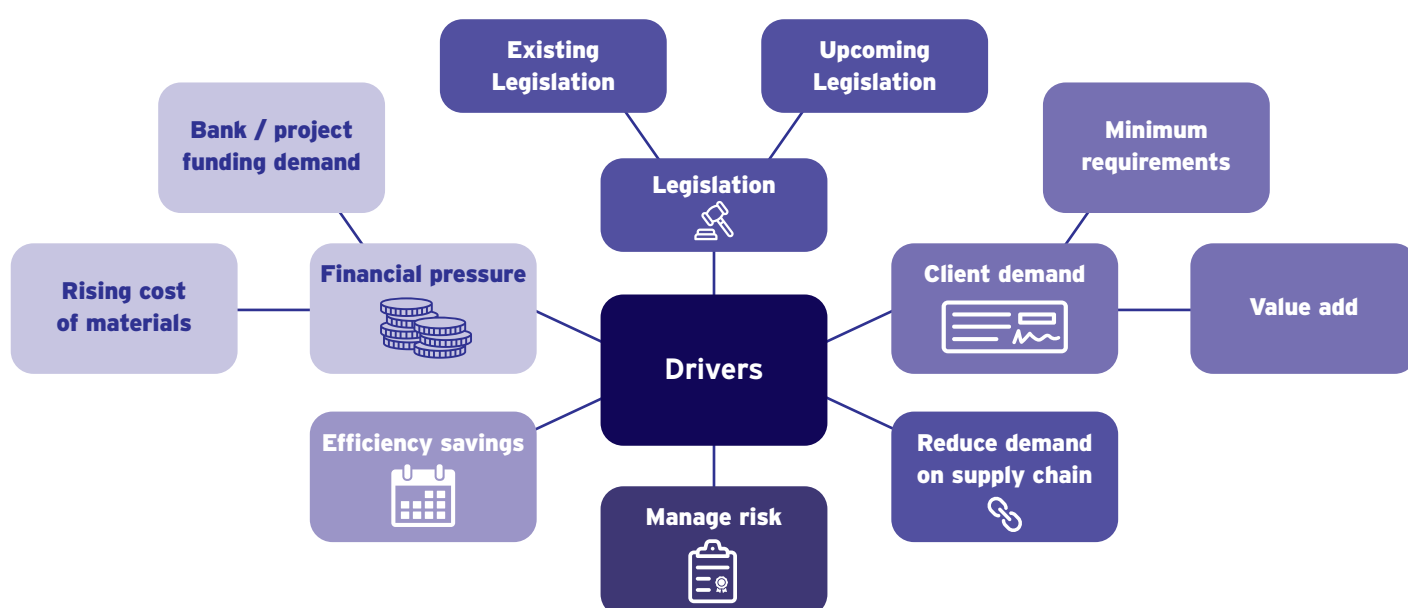 Existing
Legislation
Upcoming
Legislation
Bank / project
funding demand
Minimum
requirements
Legislation
Rising cost
of materials
Financial pressure
Client demand
Value add
Drivers
Efficiency savings
Reduce demand
on supply chain
Manage risk